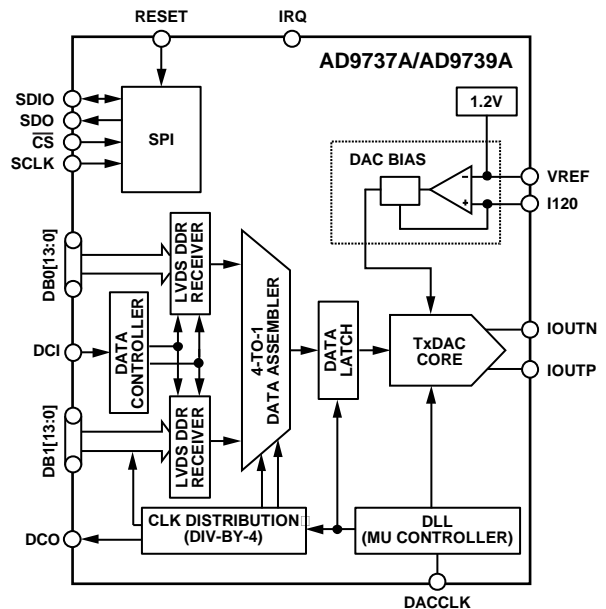 RESET
IRQ
AD9737A/AD9739A
SDIO
SDO
CS
SCLK
SPI
1.2V
DAC BIAS
–
+
VREF
I120
DB0[13:0]
LVDS DDR
RECEIVER
DCI
DATA
CONTROLLER
4-TO-1
DATA ASSEMBLER
DATA
LATCH
TxDAC
CORE
IOUTN
IOUTP
DB1[13:0]
LVDS DDR
RECEIVER
DCO
CLK DISTRIBUTION
(DIV-BY-4)
DLL
(MU CONTROLLER)
DACCLK